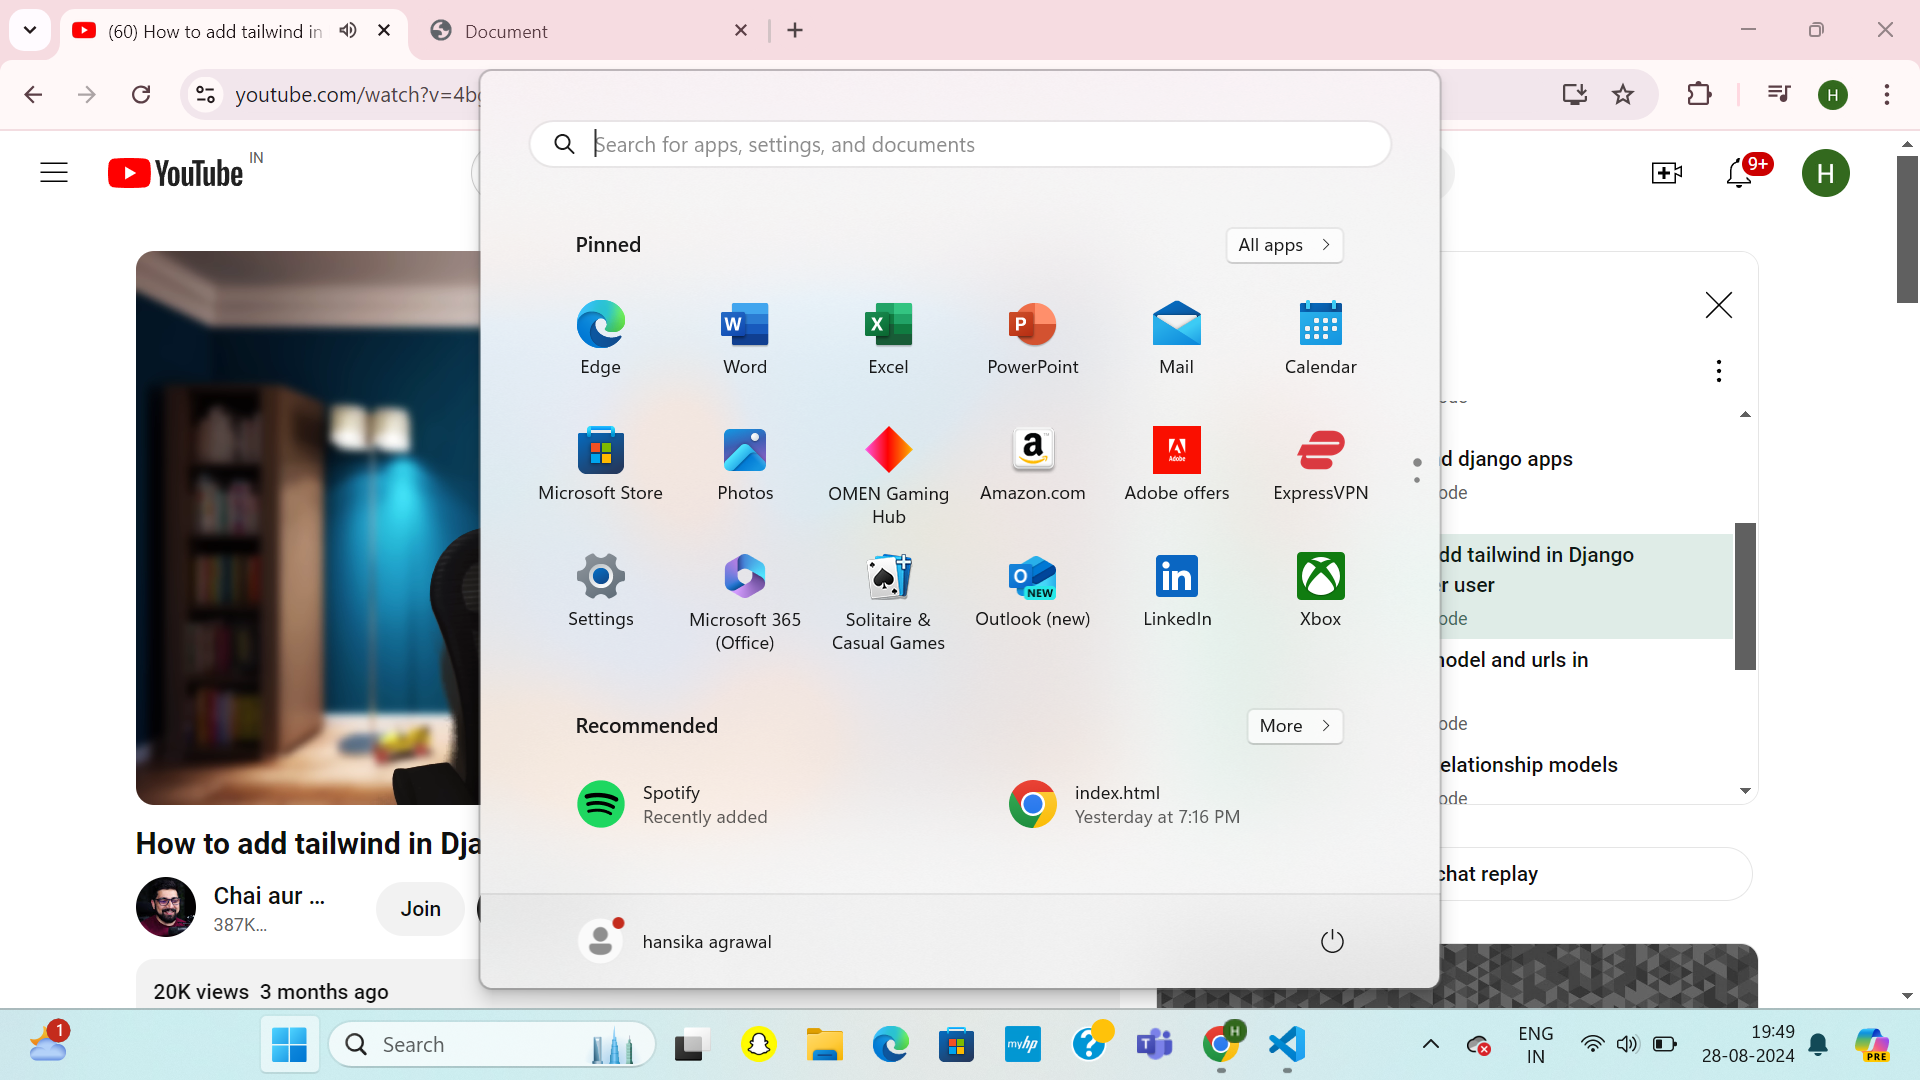 (60) How to add tailwind in
Document
youtube.com/watch?v=4b
YouTube IN
9+
H
H
Search for apps, settings, and documents
Pinned
All apps
Edge
Word
Excel
PowerPoint
Mail
Calendar
Microsoft Store
Photos
OMEN Gaming
Hub
Amazon.com
Adobe offers
ExpressVPN
Settings
Microsoft 365
(Office)
Solitaire &
Casual Games
Outlook (new)
LinkedIn
Xbox
Recommended
More
Spotify
Recently added
index.html
Yesterday at 7:16 PM
hansika agrawal
d django apps
ode
dd tailwind in Django
r user
ode
odel and urls in
ode
elationship models
ode
chat replay
How to add tailwind in Dja
Chai aur ...
387K...
Join
20K views 3 months ago
1
Search
myhp
H
ENG
IN
19:49
28-08-2024
PRE